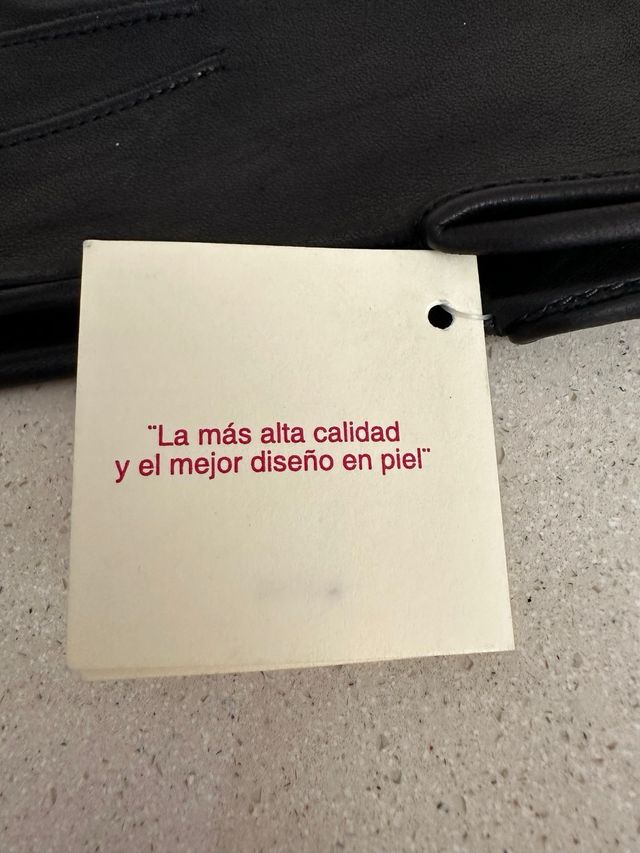 ¨La más alta calidad
y el mejor diseño en piel¨